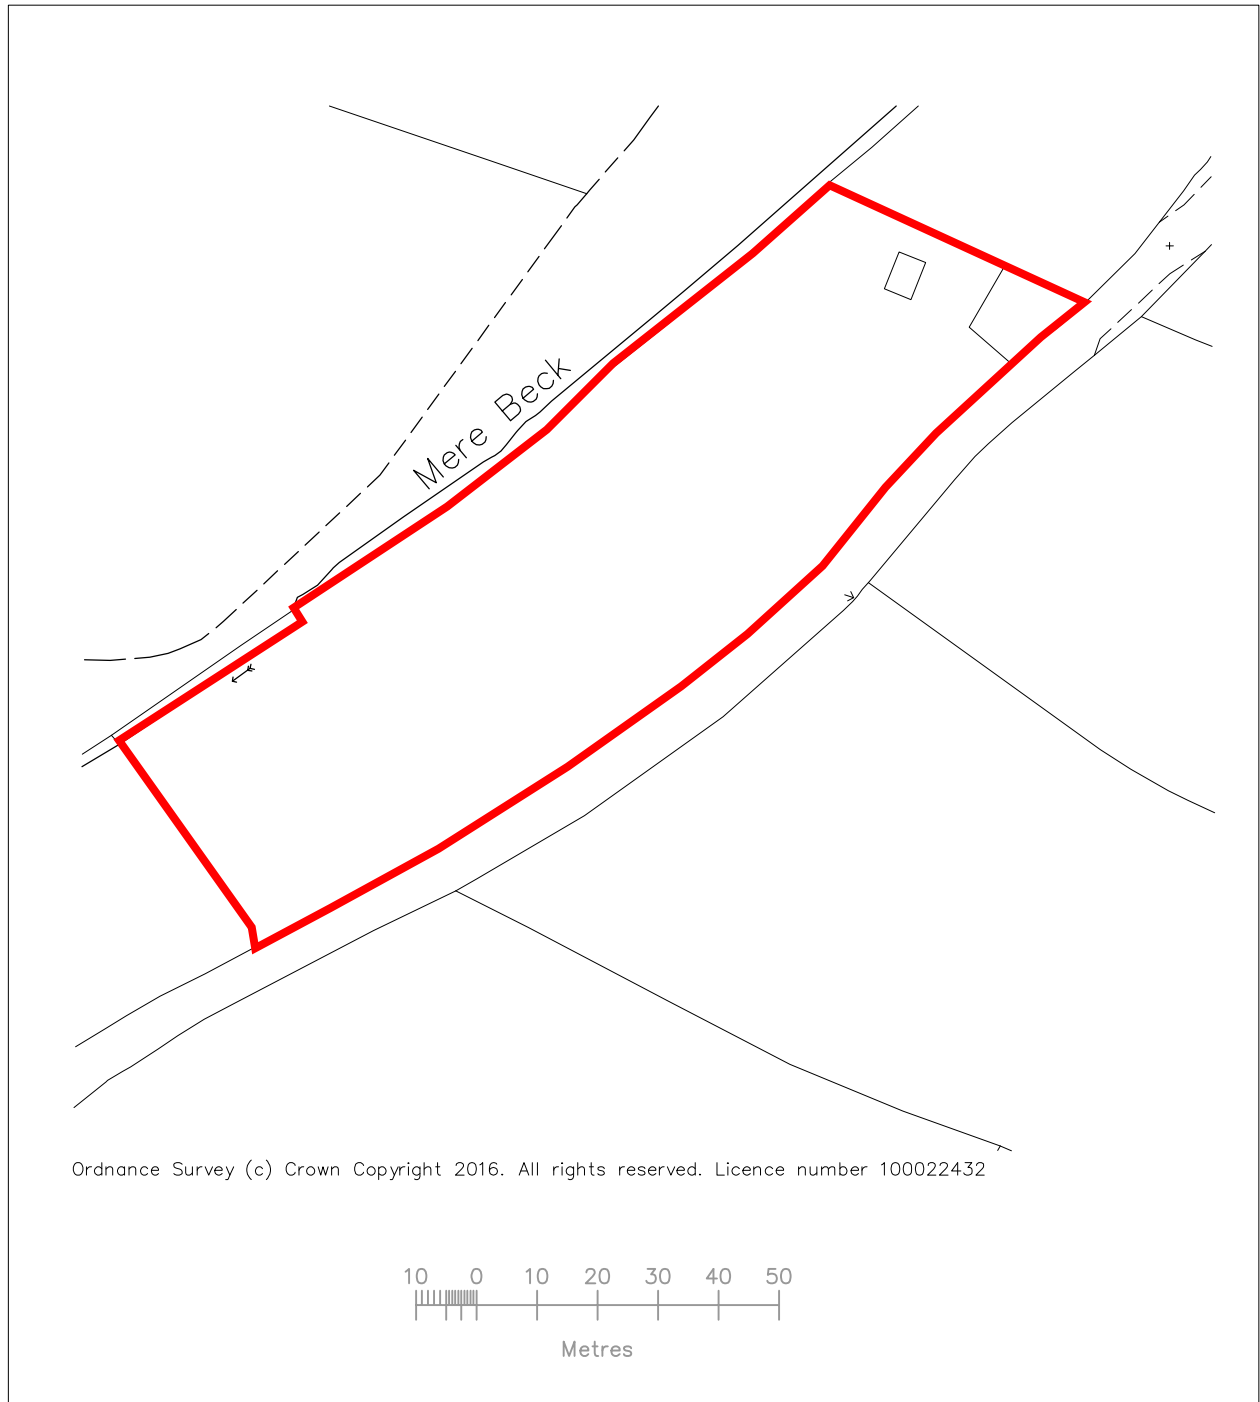 Mere Beck
Ordnance Survey (c) Crown Copyright 2016. All rights reserved. Licence number 100022432
10 0 10 20 30 40 50
Metres